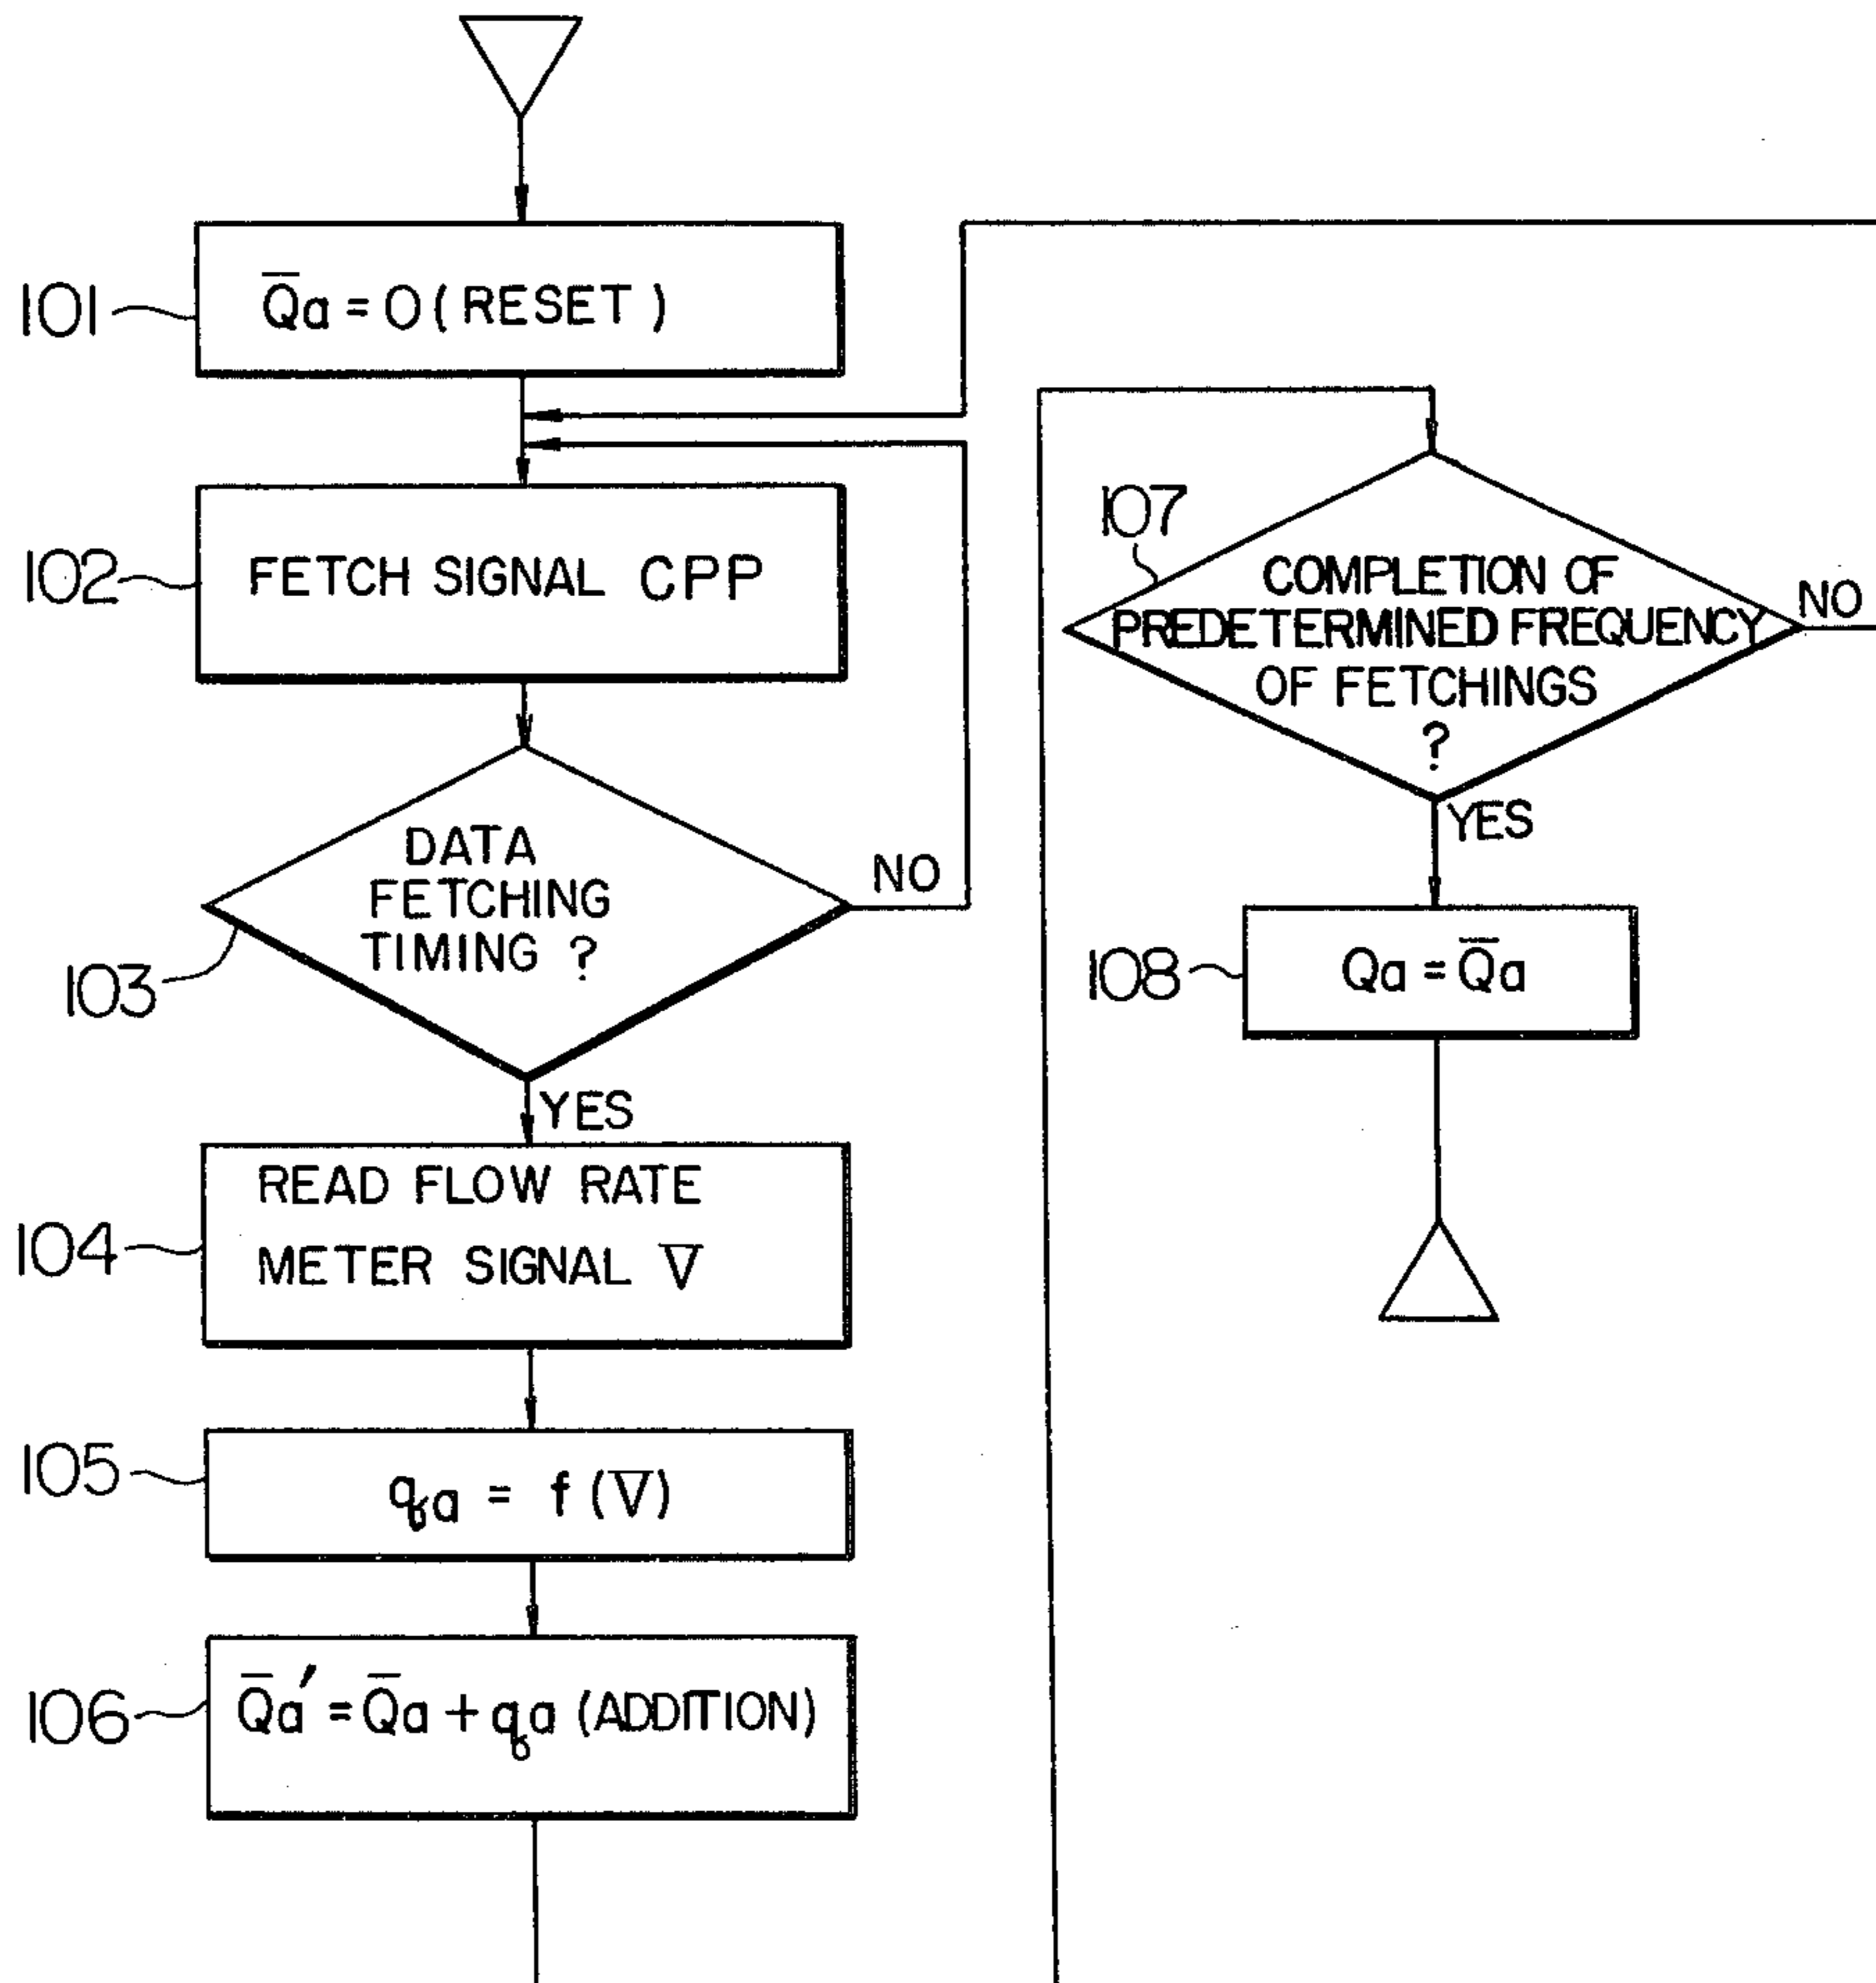 101
Q̅a = O ( RESET )
102
FETCH SIGNAL CPP
103
DATA
FETCHING
TIMING ?
NO
YES
104
READ FLOW RATE
METER SIGNAL V
105
qa = f (V)
106
Q̅a′ = Q̅a + qa (ADDITION)
107
COMPLETION OF
PREDETERMINED FREQUENCY
OF FETCHINGS
?
NO
YES
108
Qa = Q̅a